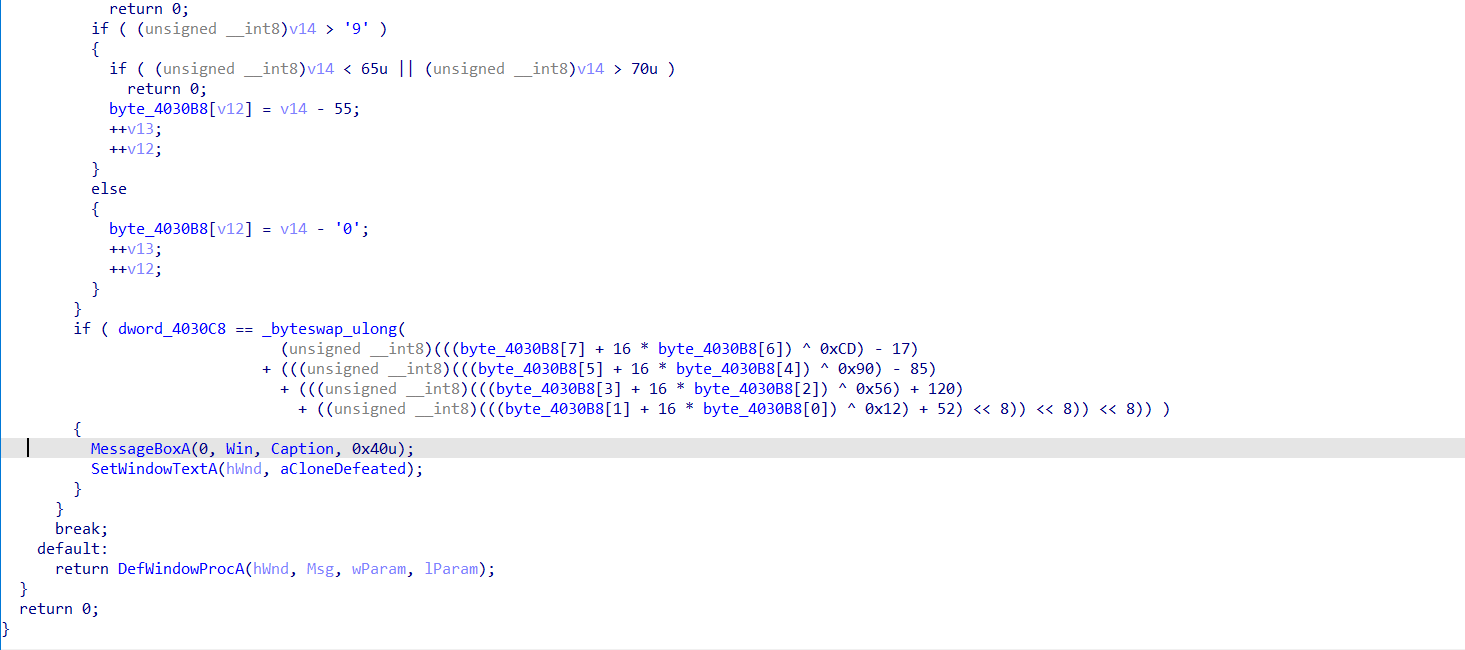 return 0;
if ( (unsigned __int8)v14 > '9' )
{
if ( (unsigned __int8)v14 < 65u || (unsigned __int8)v14 > 70u )
return 0;
byte_4030B8[v12] = v14 - 55;
++v13;
++v12;
}
else
{
byte_4030B8[v12] = v14 - '0';
++v13;
++v12;
}
}
if ( dword_4030C8 == _byteswap_ulong(
(unsigned __int8)(((byte_4030B8[7] + 16 * byte_4030B8[6]) ^ 0xCD) - 17)
+ (((unsigned __int8)(((byte_4030B8[5] + 16 * byte_4030B8[4]) ^ 0x90) - 85)
+ (((unsigned __int8)(((byte_4030B8[3] + 16 * byte_4030B8[2]) ^ 0x56) + 120)
+ ((unsigned __int8)(((byte_4030B8[1] + 16 * byte_4030B8[0]) ^ 0x12) + 52) << 8)) << 8)) << 8)) )
{
MessageBoxA(0, Win, Caption, 0x40u);
SetWindowTextA(hWnd, aCloneDefeated);
}
}
break;
default:
return DefWindowProcA(hWnd, Msg, wParam, lParam);
}
return 0;
}